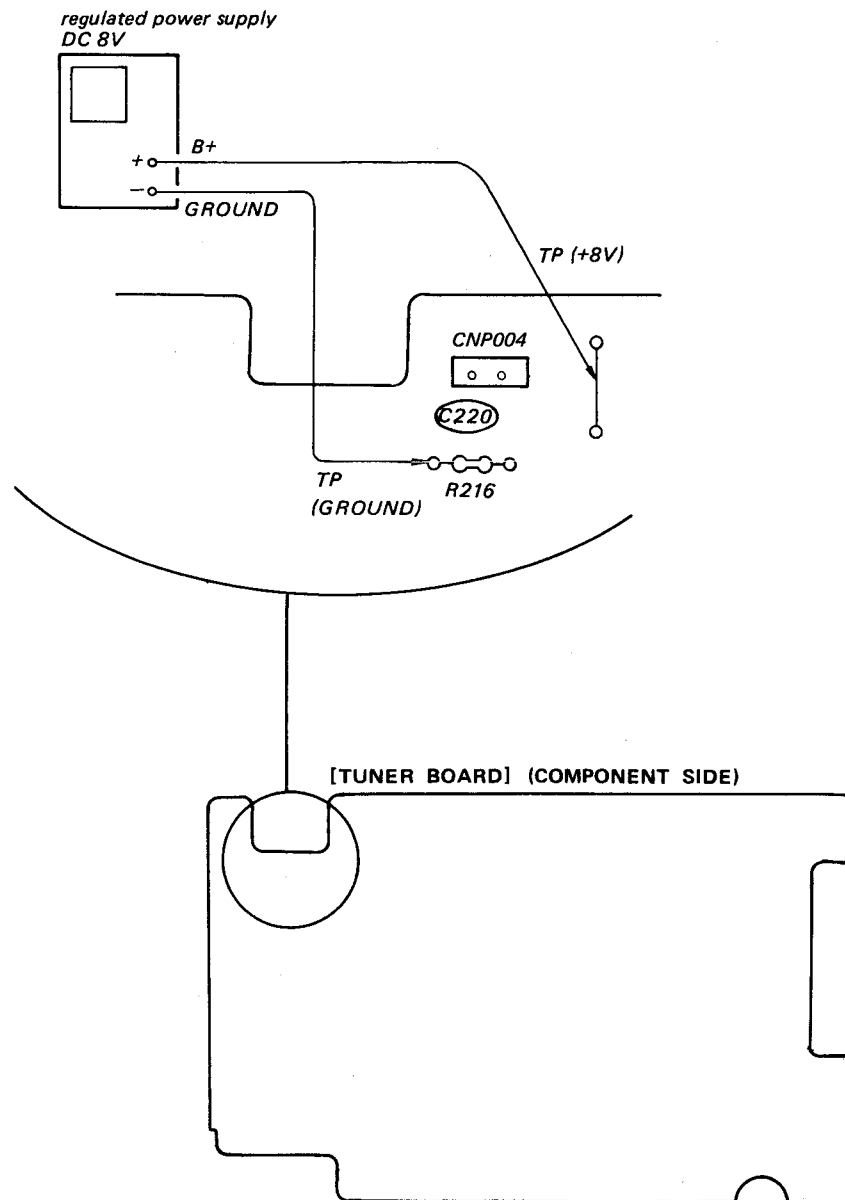 regulated power supply
DC 8V
+
B+
−
GROUND
TP (+8V)
CNP004
C220
TP
(GROUND)
R216
[TUNER BOARD] (COMPONENT SIDE)